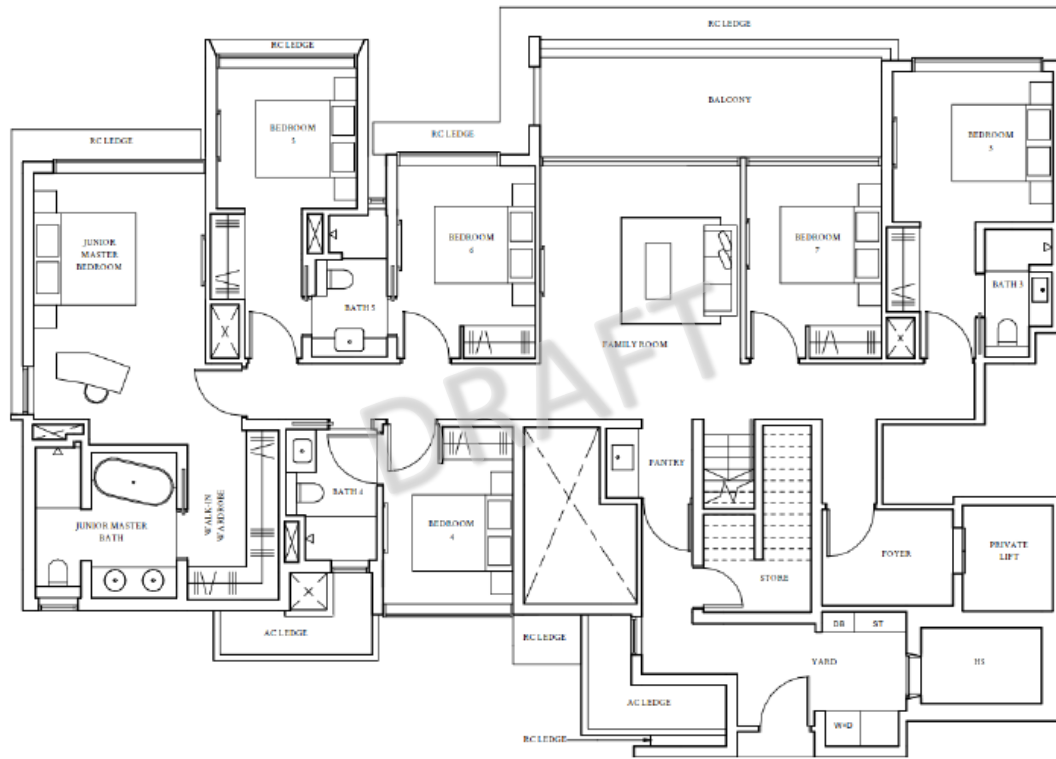 RC LEDGE
RC LEDGE
BALCONY
BEDROOM
5
BEDROOM
3
RC LEDGE
RC LEDGE
JUNIOR
MASTER
BEDROOM
BEDROOM
6
BEDROOM
7
BATH 5
BATH 3
X
X
FAMILY ROOM
DRAFT
PANTRY
BATH 4
WALK-IN
WARDROBE
JUNIOR MASTER
BATH
BEDROOM
4
FOYER
PRIVATE
LIFT
STORE
X
AC LEDGE
RC LEDGE
DB
ST
YARD
HS
AC LEDGE
W+D
RC LEDGE